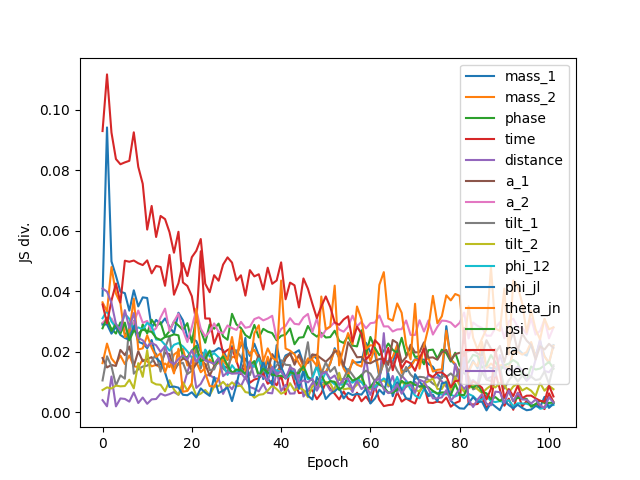 JS div.
0.10
0.08
0.06
0.04
0.02
0.00
0 20 40 60 80 100
Epoch
mass_1
mass_2
phase
time
distance
a_1
a_2
tilt_1
tilt_2
phi_12
phi_jl
theta_jn
psi
ra
dec